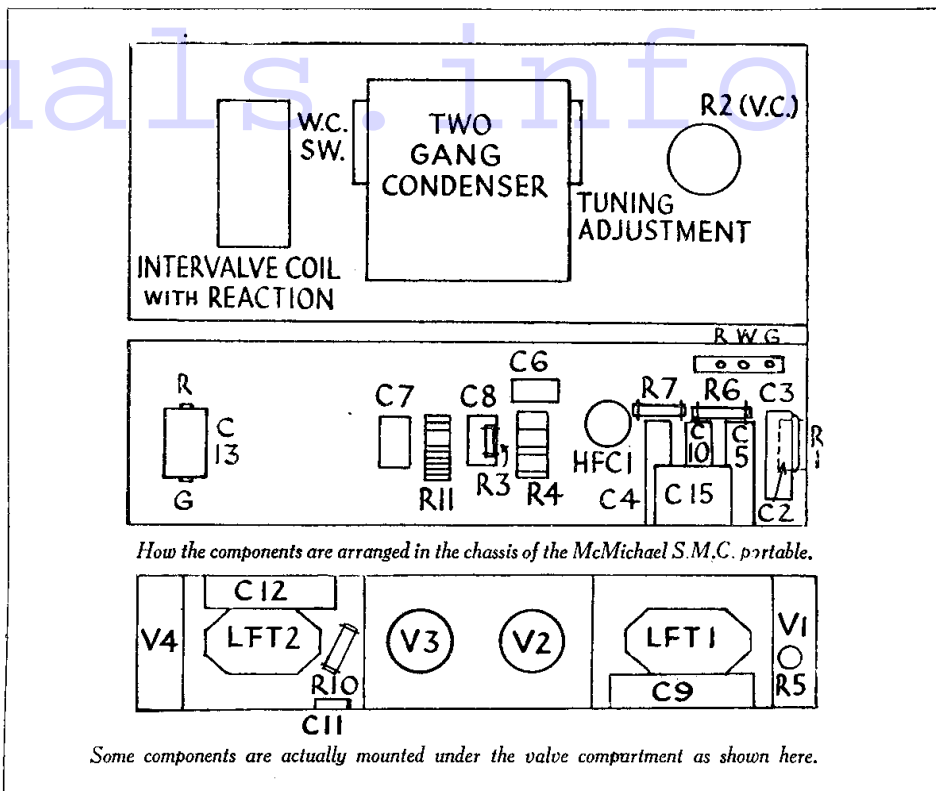 uals.info
R2 (V.C.)
W.C.
SW.
TWO
GANG
CONDENSER
TUNING
ADJUSTMENT
INTERVALVE COIL
WITH REACTION
R W G
R
C
13
G
C7
R11
C8
R3
C6
R4
HFC1
R7
R6
C4
C
10
C
5
C15
C3
R
1
C2
How the components are arranged in the chassis of the McMichael S.M.C. portable.
V4
C12
LFT2
R10
C11
V3
V2
LFT1
C9
V1
R5
Some components are actually mounted under the valve compartment as shown here.